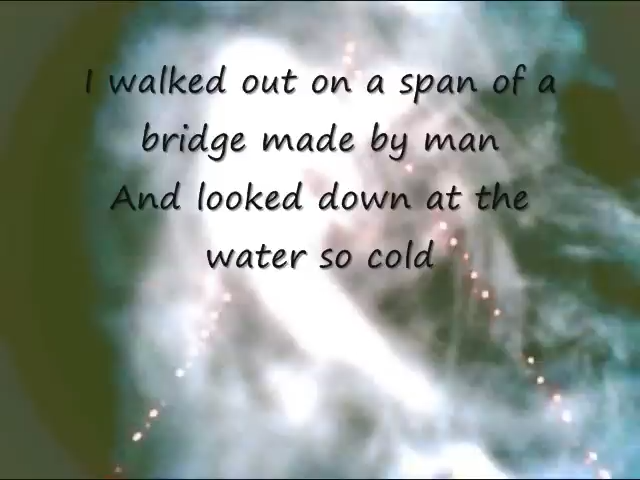 I walked out on a span of a
bridge made by man
And looked down at the
water so cold